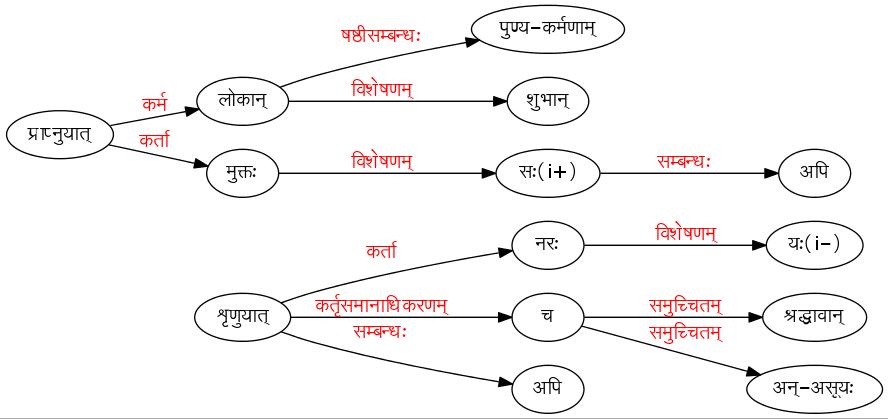 षष्ठीसम्बन्धः
पुण्य-कर्मणाम्
कर्म
लोकान्
विशेषणम्
शुभान्
प्राप्नुयात्
कर्ता
मुक्तः
विशेषणम्
सः(i+)
सम्बन्धः
अपि
कर्ता
नरः
विशेषणम्
यः(i-)
शृणुयात्
कर्तृसमानाधिकरणम्
च
समुच्चितम्
श्रद्धावान्
सम्बन्धः
समुच्चितम्
अपि
अन्-असूयः